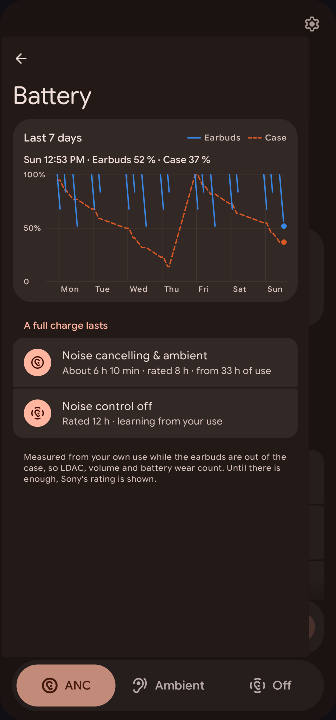 Battery
Last 7 days
Earbuds Case
Sun 12:53 PM · Earbuds 52 % · Case 37 %
100%
50%
0
Mon Tue Wed Thu Fri Sat Sun
A full charge lasts
Noise cancelling & ambient
About 6 h 10 min · rated 8 h · from 33 h of use
Noise control off
Rated 12 h · learning from your use
Measured from your own use while the earbuds are out of the
case, so LDAC, volume and battery wear count. Until there is
enough, Sony's rating is shown.
ANC Ambient Off